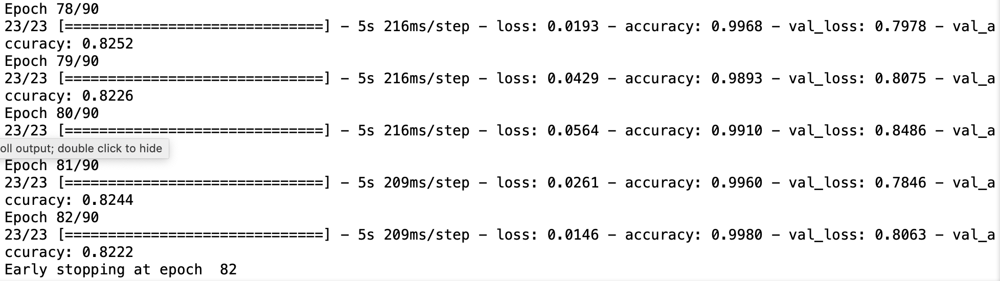 Epoch 78/90
23/23 [==============================] - 5s 216ms/step - loss: 0.0193 - accuracy: 0.9968 - val_loss: 0.7978 - val_a
ccuracy: 0.8252
Epoch 79/90
23/23 [==============================] - 5s 216ms/step - loss: 0.0429 - accuracy: 0.9893 - val_loss: 0.8075 - val_a
ccuracy: 0.8226
Epoch 80/90
23/23 [==============================] - 5s 216ms/step - loss: 0.0564 - accuracy: 0.9910 - val_loss: 0.8486 - val_a
oll output; double click to hide
Epoch 81/90
23/23 [==============================] - 5s 209ms/step - loss: 0.0261 - accuracy: 0.9960 - val_loss: 0.7846 - val_a
ccuracy: 0.8244
Epoch 82/90
23/23 [==============================] - 5s 209ms/step - loss: 0.0146 - accuracy: 0.9980 - val_loss: 0.8063 - val_a
ccuracy: 0.8222
Early stopping at epoch  82